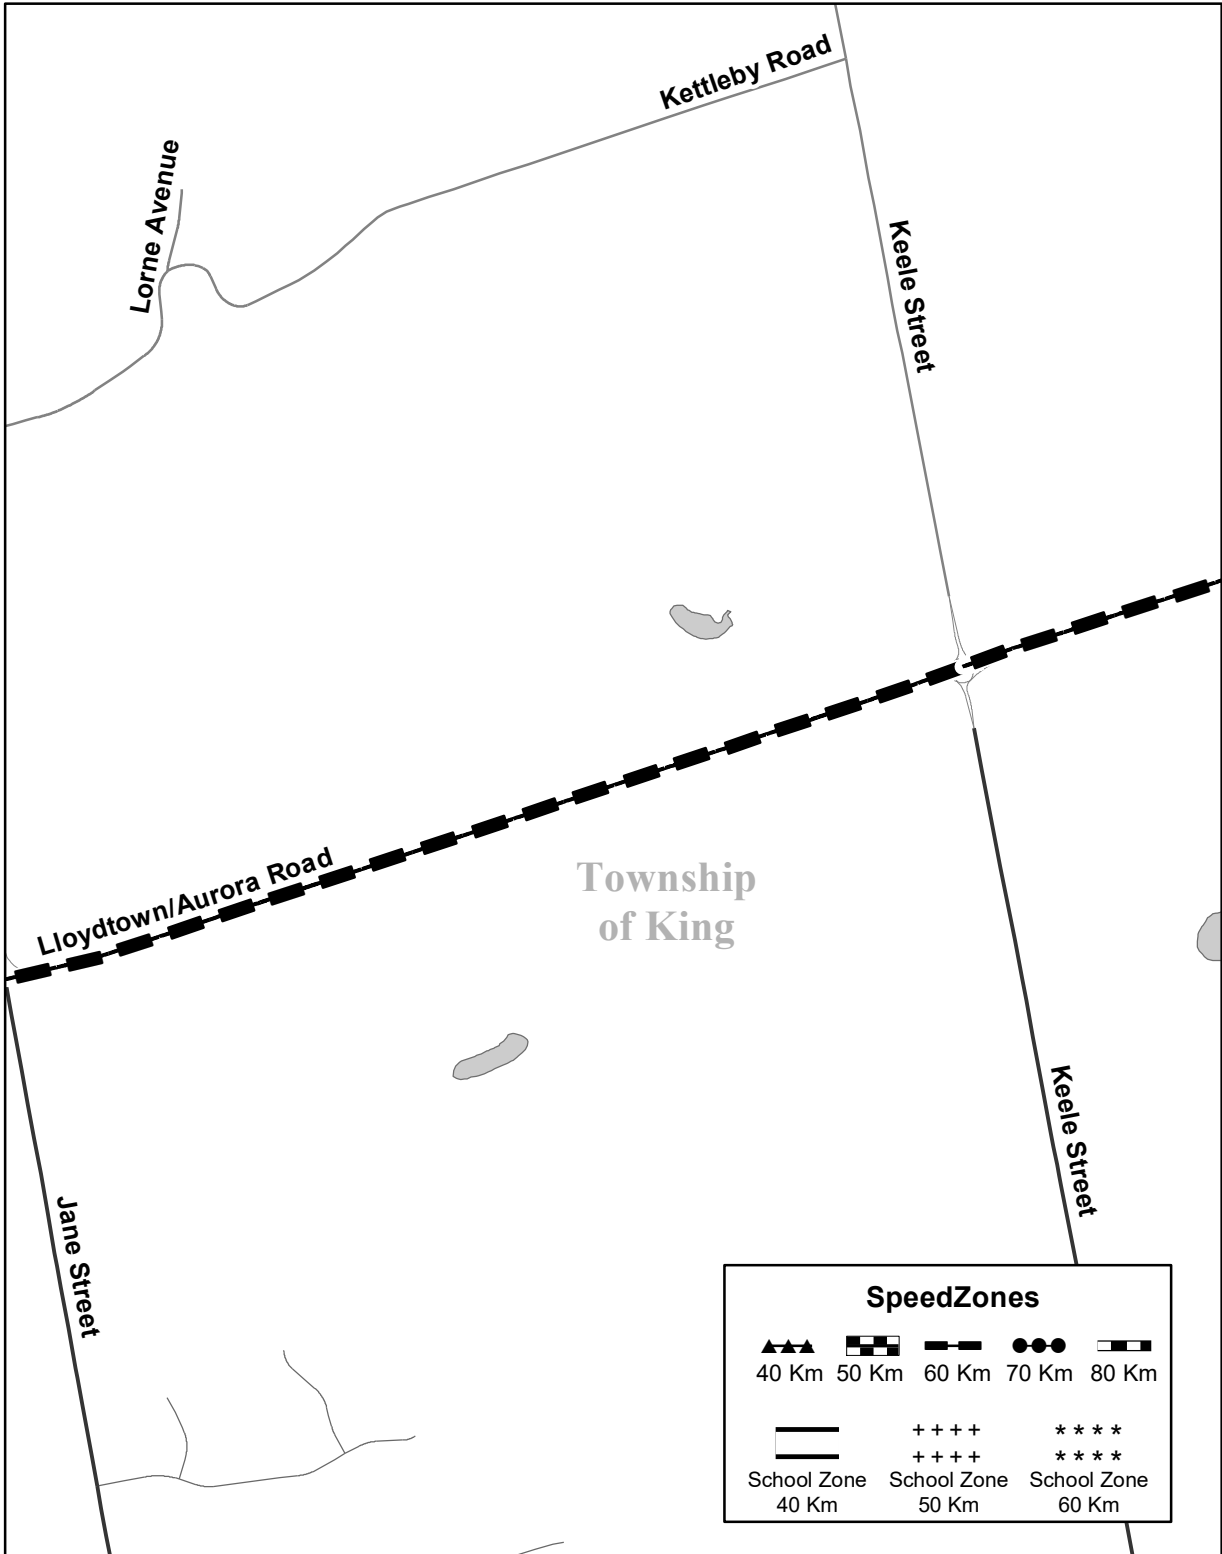 Kettleby Road
Lorne Avenue
Keele Street
Lloydtown/Aurora Road
Township
of King
Keele Street
Jane Street
SpeedZones
40 Km 50 Km 60 Km 70 Km 80 Km
School Zone School Zone School Zone
40 Km 50 Km 60 Km